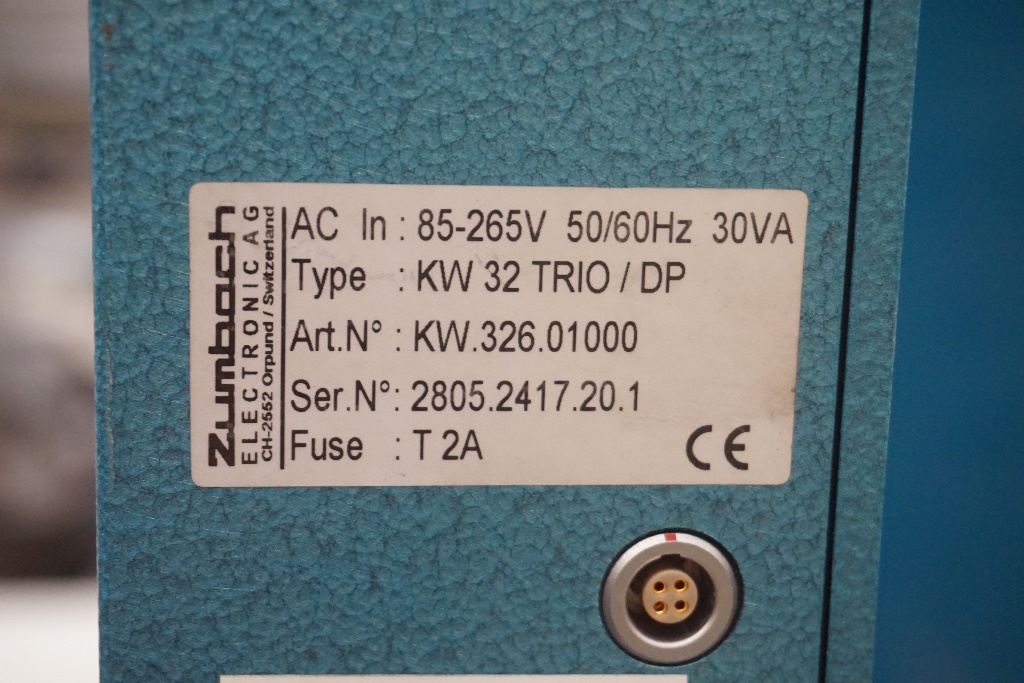 Zumbach
ELECTRONIC AG
CH-2552 Orpund / Switzerland
AC In : 85-265V 50/60Hz 30VA
Type : KW 32 TRIO / DP
Art.N° : KW.326.01000
Ser.N°: 2805.2417.20.1
Fuse : T 2A
CE